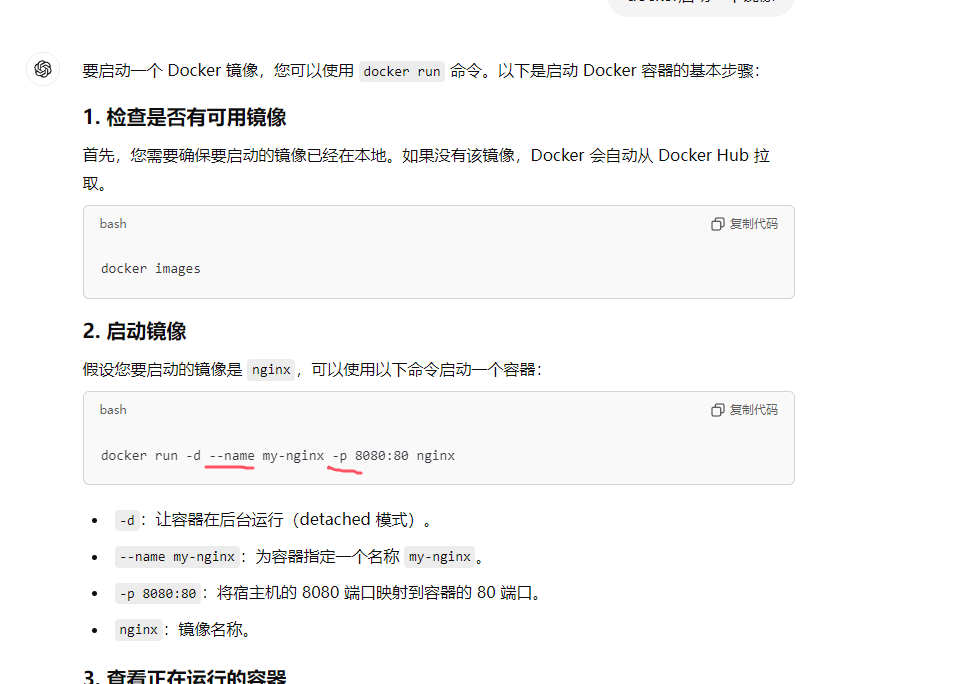 要启动一个 Docker 镜像，您可以使用 docker run 命令。以下是启动 Docker 容器的基本步骤：
1. 检查是否有可用镜像
首先，您需要确保要启动的镜像已经在本地。如果没有该镜像，Docker 会自动从 Docker Hub 拉
取。
bash
复制代码
docker images
2. 启动镜像
假设您要启动的镜像是 nginx，可以使用以下命令启动一个容器：
bash
复制代码
docker run -d --name my-nginx -p 8080:80 nginx
-d：让容器在后台运行（detached 模式）。
--name my-nginx：为容器指定一个名称 my-nginx。
-p 8080:80：将宿主机的 8080 端口映射到容器的 80 端口。
nginx：镜像名称。
3. 查看正在运行的容器